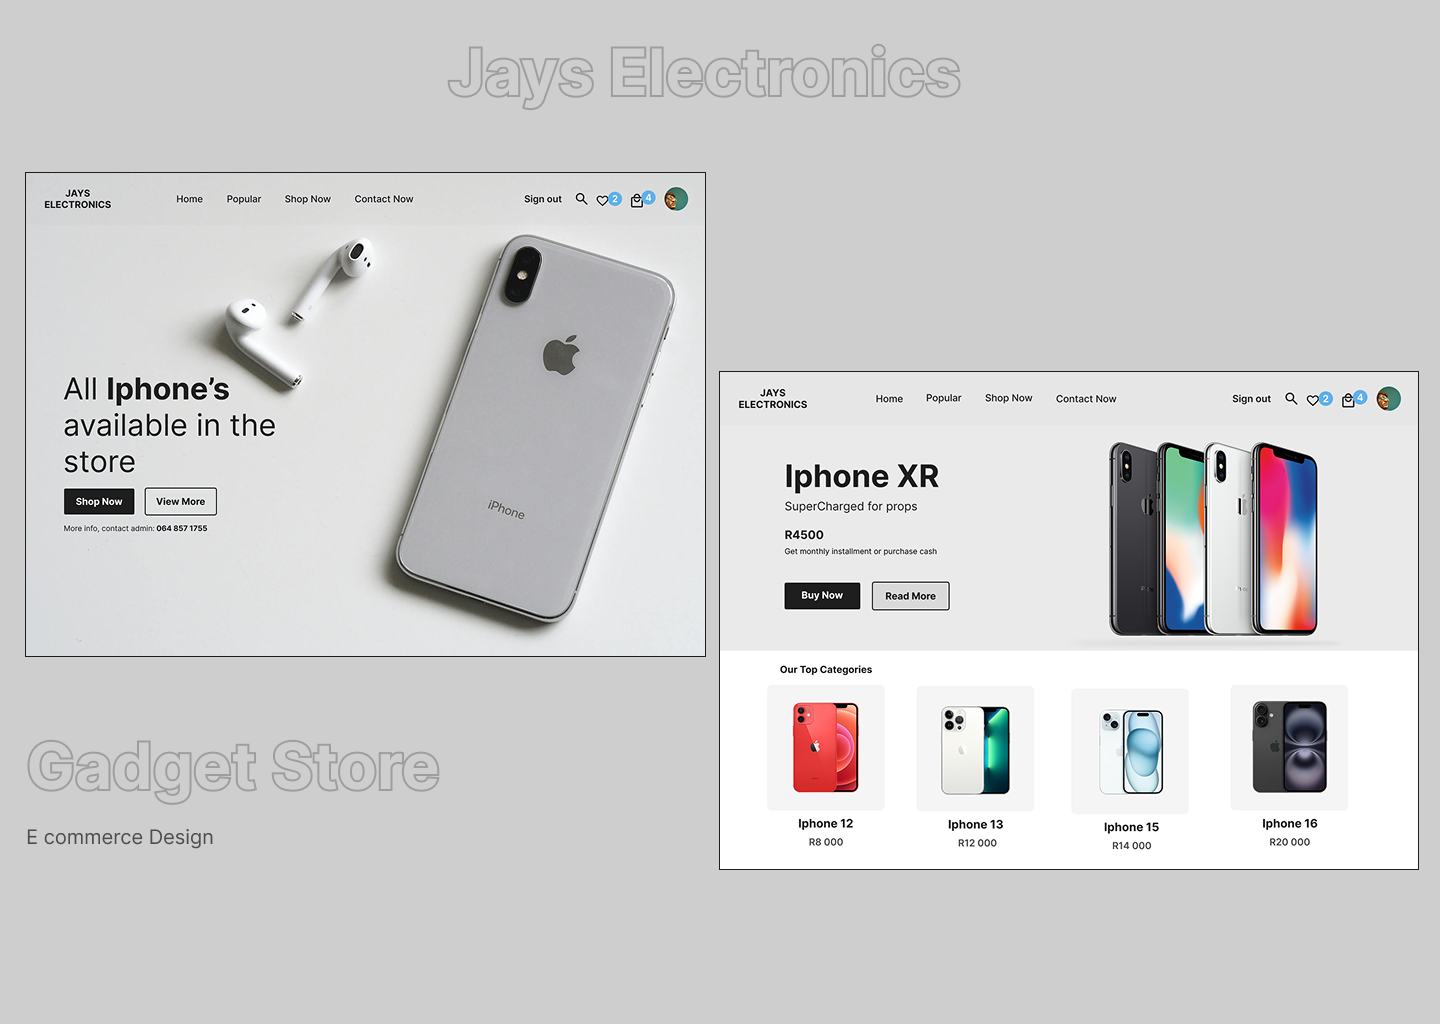 Jays Electronics
JAYS
ELECTRONICS
Home Popular Shop Now Contact Now Sign out 2 4
All Iphone’s
available in the
store
Shop Now View More
More info, contact admin: 064 857 1755
iPhone
JAYS
ELECTRONICS
Home Popular Shop Now Contact Now Sign out 2 4
Iphone XR
SuperCharged for props
R4500
Get monthly installment or purchase cash
Buy Now Read More
Our Top Categories
Iphone 12 Iphone 13 Iphone 15 Iphone 16
R8 000 R12 000 R14 000 R20 000
Gadget Store
E commerce Design